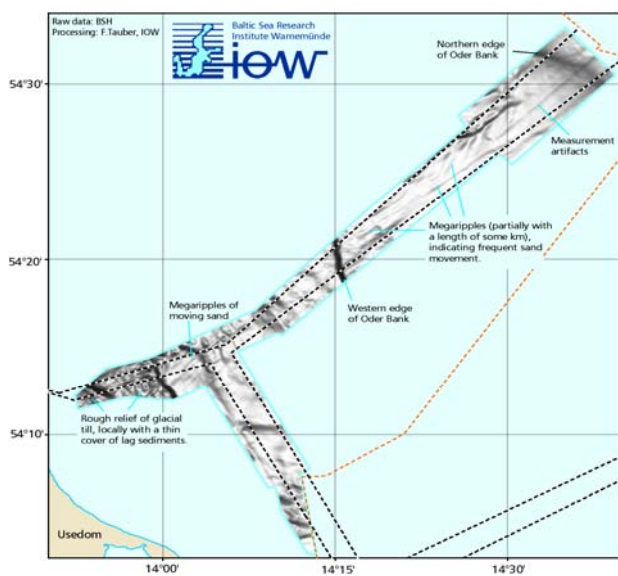 Raw data: BSH
Processing: F.Tauber, IOW
Baltic Sea Research
Institute Warnemünde
iow
Northern edge
of Oder Bank
54°30'
Measurement
artifacts
Megaripples (partially with
a length of some km),
indicating frequent sand
movement.
54°20'
Megaripples of
moving sand
Western edge
of Oder Bank
Rough relief of glacial
till, locally with a thin
cover of lag sediments.
54°10'
Usedom
14°00'
14°15'
14°30'